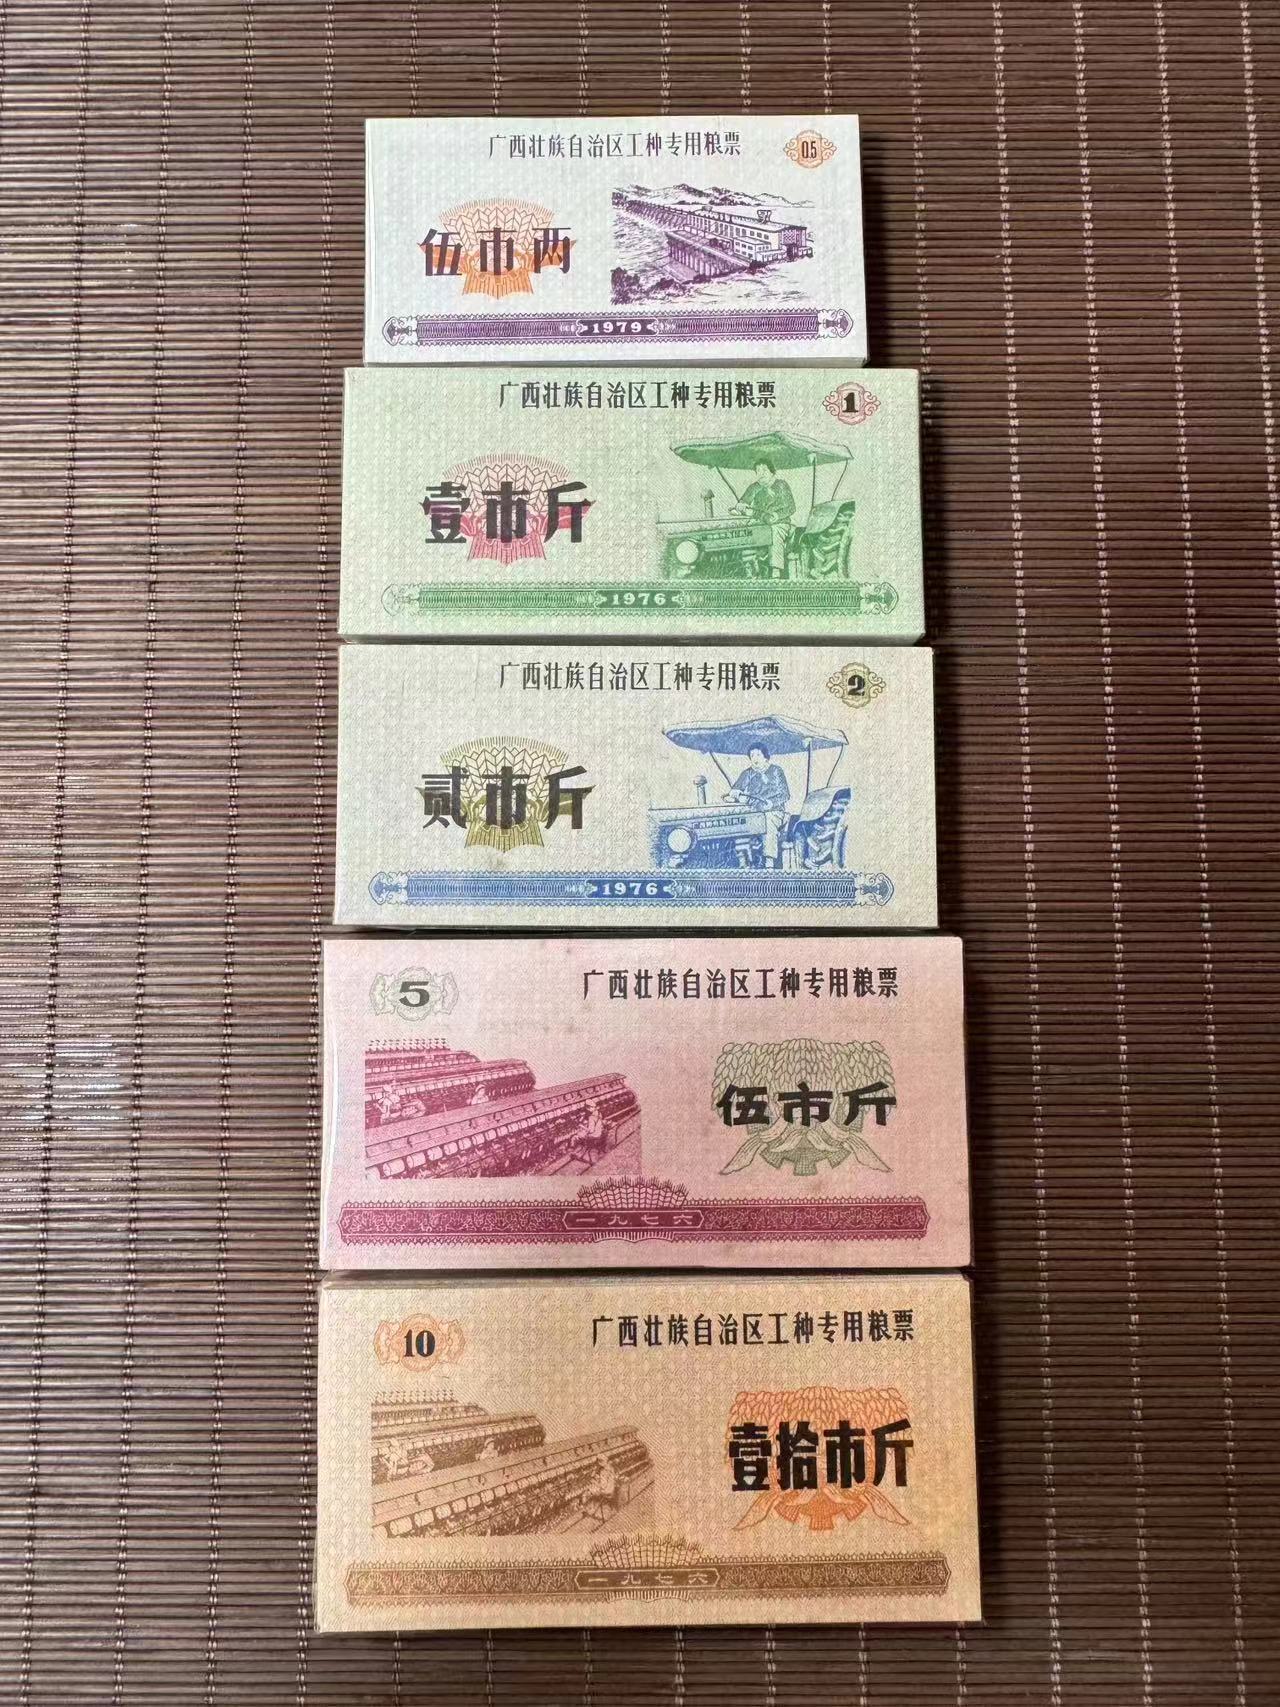 广西壮族自治区工种专用粮票
0.5
伍市两
1979
广西壮族自治区工种专用粮票
1
壹市斤
1976
广西壮族自治区工种专用粮票
2
贰市斤
1976
5
广西壮族自治区工种专用粮票
伍市斤
一九七六
10
广西壮族自治区工种专用粮票
壹拾市斤
一九七六